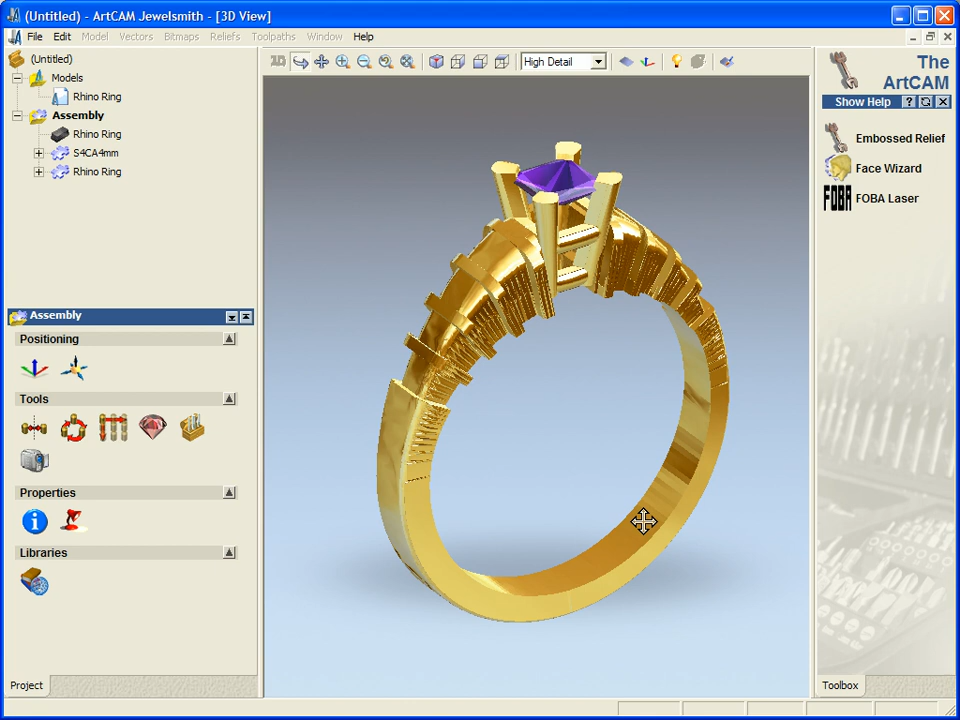 (Untitled) - ArtCAM Jewelsmith - [3D View]
File Edit Model Vectors Bitmaps Reliefs Toolpaths Window Help
(Untitled)
Models
Rhino Ring
Assembly
Rhino Ring
S4CA4mm
Rhino Ring
Assembly
Positioning
Tools
Properties
Libraries
Project
2D
High Detail
The
ArtCAM
Show Help ?
Embossed Relief
Face Wizard
FOBA FOBA Laser
Toolbox